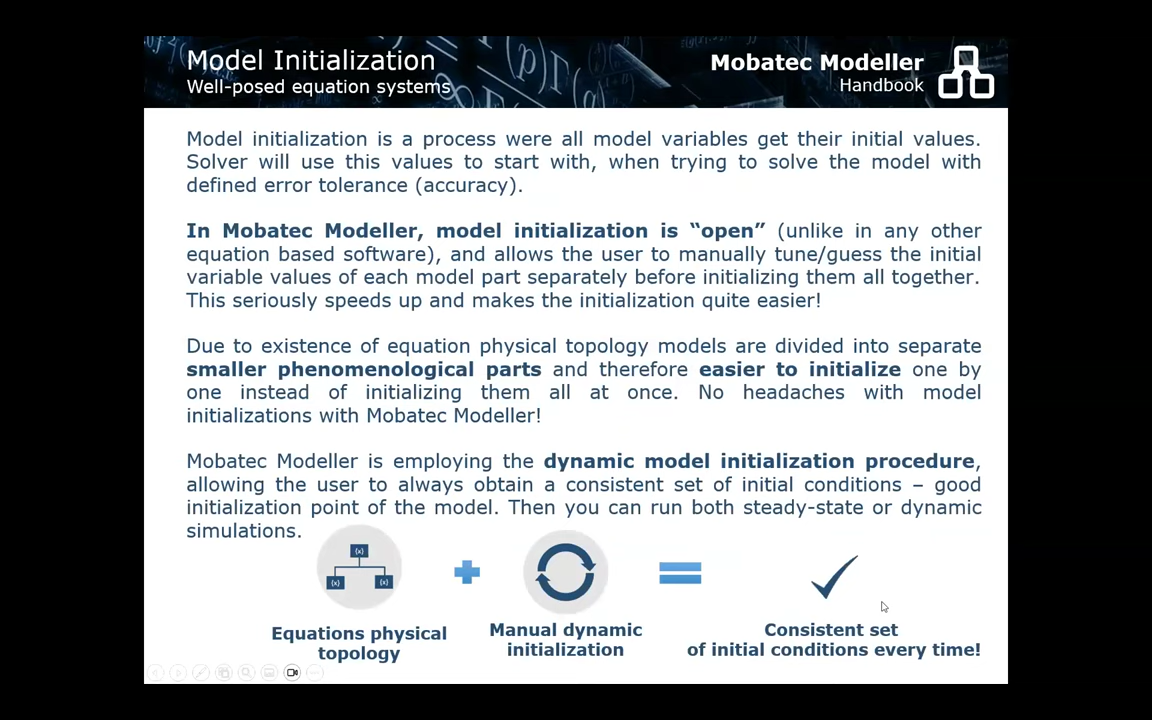 Model Initialization
Well-posed equation systems
Mobatec Modeller
Handbook
Model initialization is a process were all model variables get their initial values.
Solver will use this values to start with, when trying to solve the model with
defined error tolerance (accuracy).
In Mobatec Modeller, model initialization is “open” (unlike in any other
equation based software), and allows the user to manually tune/guess the initial
variable values of each model part separately before initializing them all together.
This seriously speeds up and makes the initialization quite easier!
Due to existence of equation physical topology models are divided into separate
smaller phenomenological parts and therefore easier to initialize one by
one instead of initializing them all at once. No headaches with model
initializations with Mobatec Modeller!
Mobatec Modeller is employing the dynamic model initialization procedure,
allowing the user to always obtain a consistent set of initial conditions – good
initialization point of the model. Then you can run both steady-state or dynamic
simulations.
{x}
{x} {x}
Equations physical
topology
Manual dynamic
initialization
Consistent set
of initial conditions every time!